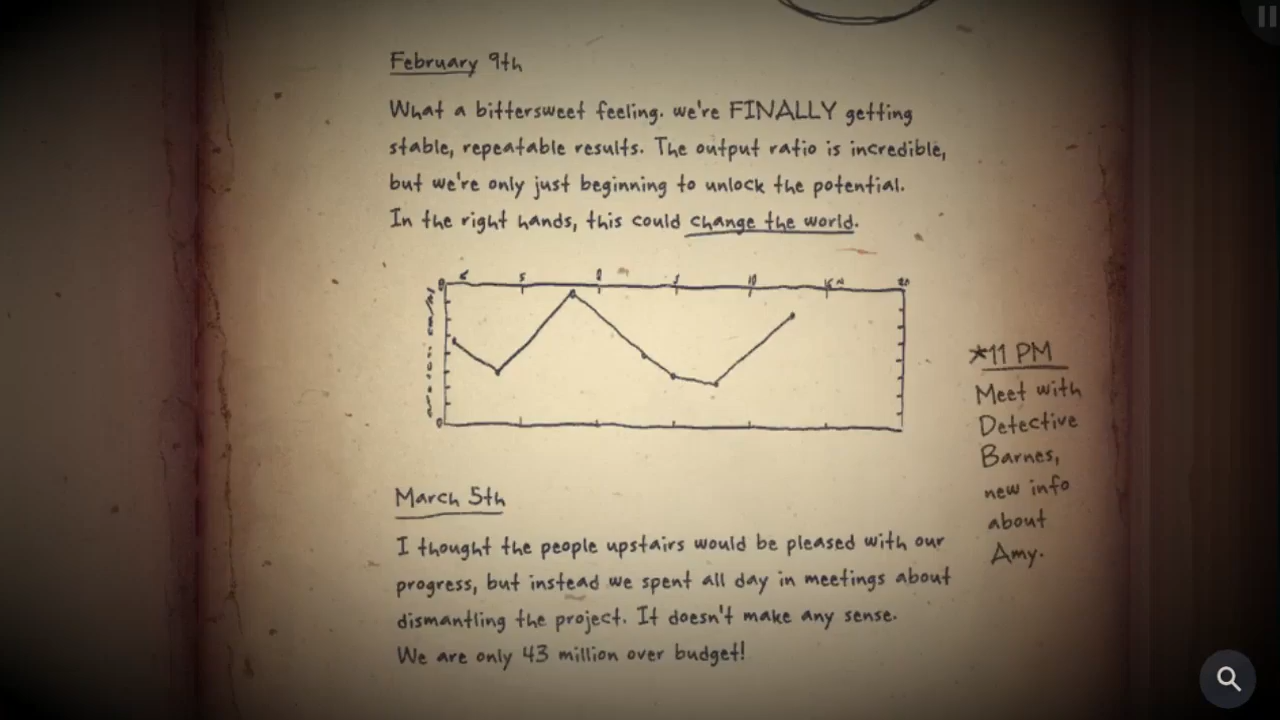 February 9th
What a bittersweet feeling. we're FINALLY getting
stable, repeatable results. The output ratio is incredible,
but we're only just beginning to unlock the potential.
In the right hands, this could change the world.
5
10
20
0
*11 PM
Meet with
Detective
Barnes,
new info
about
Amy.
March 5th
I thought the people upstairs would be pleased with our
progress, but instead we spent all day in meetings about
dismantling the project. It doesn't make any sense.
We are only 43 million over budget!